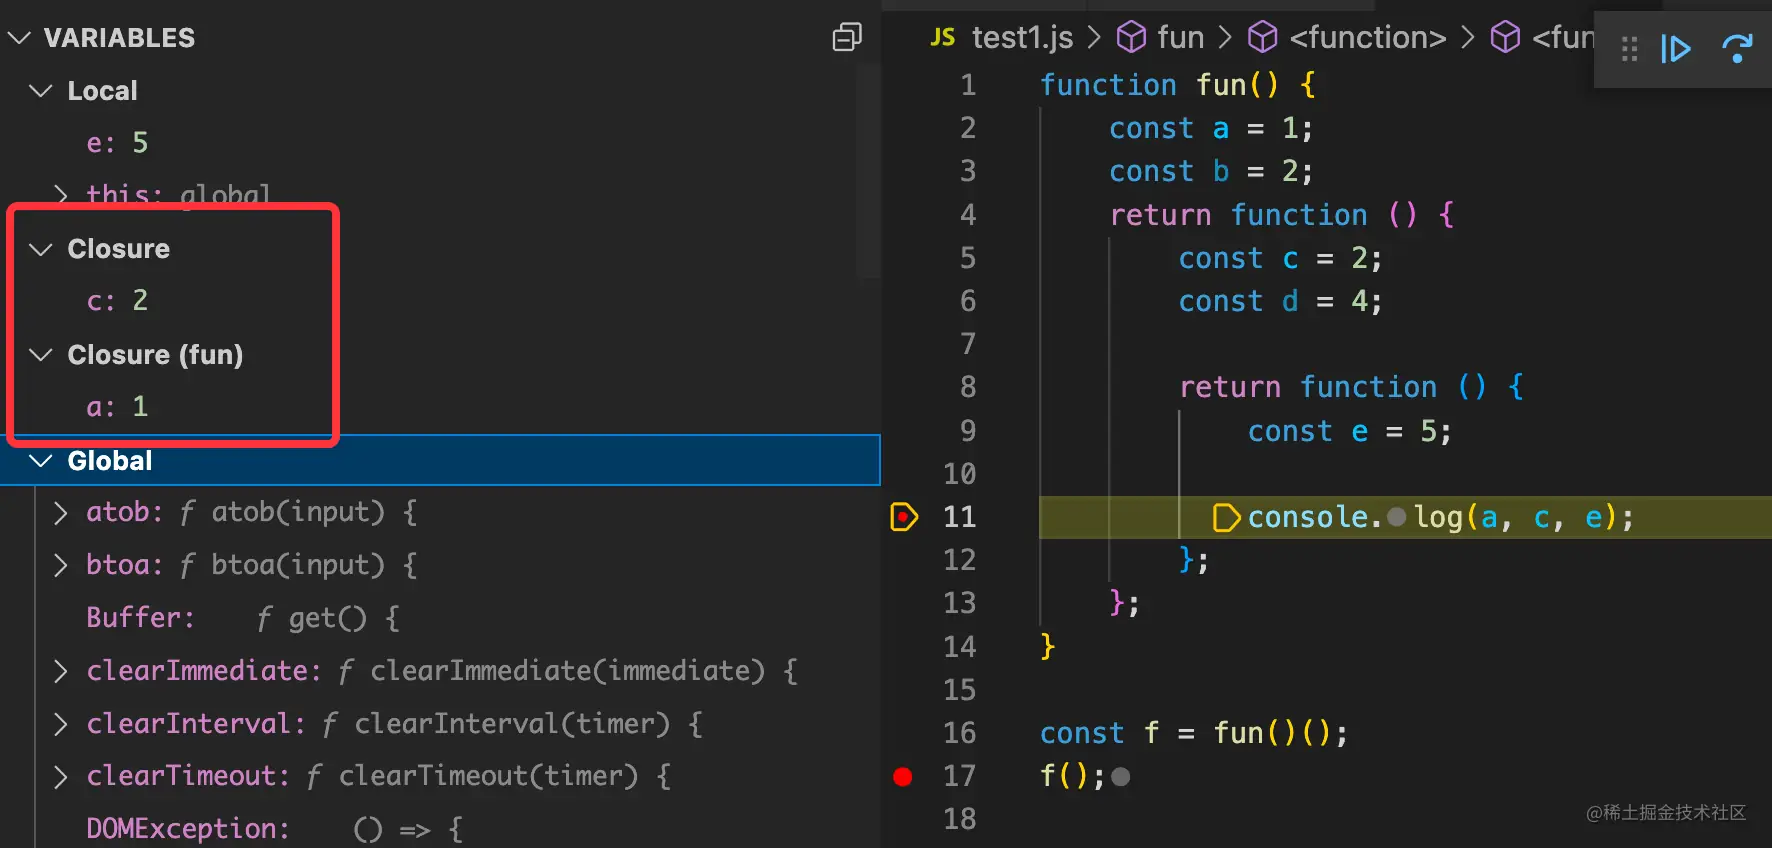 VARIABLES
Local
e: 5
this: global
Closure
c: 2
Closure (fun)
a: 1
Global
atob: ƒ atob(input) {
btoa: ƒ btoa(input) {
Buffer: ƒ get() {
clearImmediate: ƒ clearImmediate(immediate) {
clearInterval: ƒ clearInterval(timer) {
clearTimeout: ƒ clearTimeout(timer) {
DOMException: () => {
JS test1.js > fun > <function> > <fun
1 function fun() {
2 const a = 1;
3 const b = 2;
4 return function () {
5 const c = 2;
6 const d = 4;
7
8 return function () {
9 const e = 5;
10
11 console.log(a, c, e);
12 };
13 };
14 }
15
16 const f = fun()();
17 f();
18
@稀土掘金技术社区